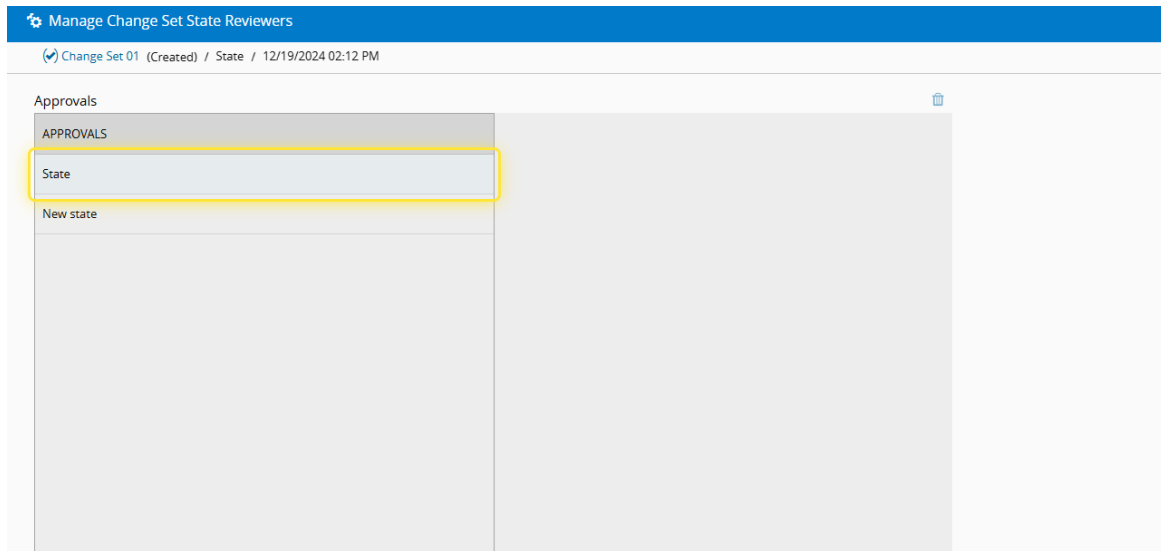 Manage Change Set State Reviewers
Change Set 01 (Created) / State / 12/19/2024 02:12 PM
Approvals
APPROVALS
State
New state